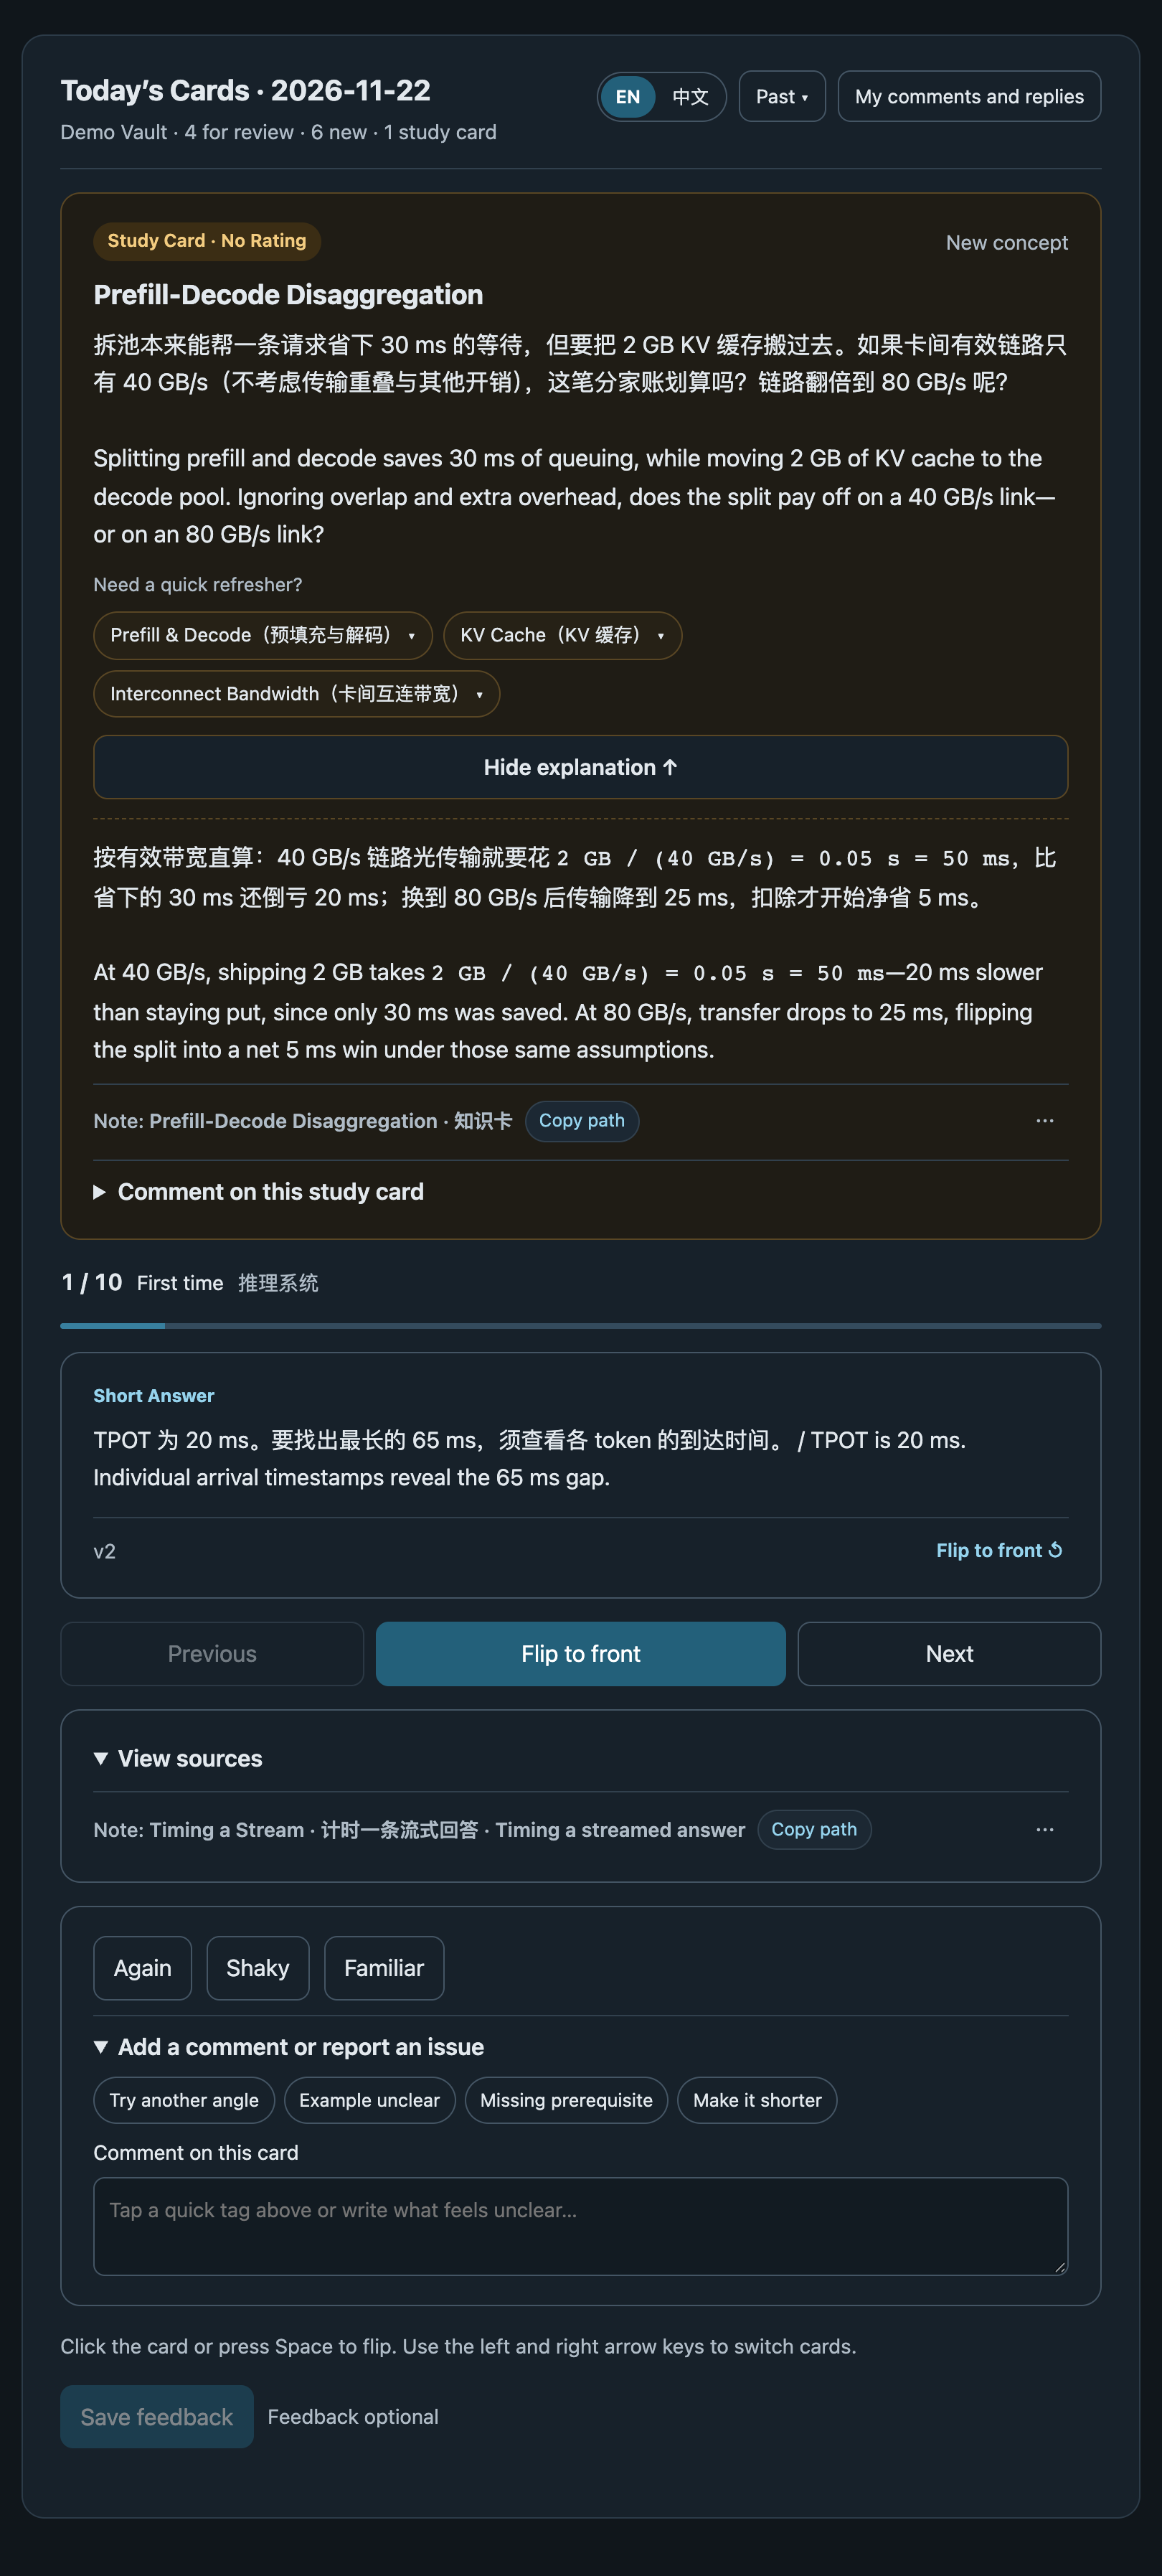 Today’s Cards · 2026-11-22
EN 中文 Past ▾ My comments and replies
Demo Vault · 4 for review · 6 new · 1 study card
Study Card · No Rating
New concept
Prefill-Decode Disaggregation
拆池本来能帮一条请求省下 30 ms 的等待，但要把 2 GB KV 缓存搬过去。如果卡间有效链路只
有 40 GB/s（不考虑传输重叠与其他开销），这笔分家账划算吗？链路翻倍到 80 GB/s 呢？
Splitting prefill and decode saves 30 ms of queuing, while moving 2 GB of KV cache to the
decode pool. Ignoring overlap and extra overhead, does the split pay off on a 40 GB/s link—
or on an 80 GB/s link?
Need a quick refresher?
Prefill & Decode（预填充与解码） ▾ KV Cache（KV 缓存） ▾
Interconnect Bandwidth（卡间互连带宽） ▾
Hide explanation ↑
按有效带宽直算：40 GB/s 链路光传输就要花 2 GB / (40 GB/s) = 0.05 s = 50 ms，比
省下的 30 ms 还倒亏 20 ms；换到 80 GB/s 后传输降到 25 ms，扣除才开始净省 5 ms。
At 40 GB/s, shipping 2 GB takes 2 GB / (40 GB/s) = 0.05 s = 50 ms—20 ms slower
than staying put, since only 30 ms was saved. At 80 GB/s, transfer drops to 25 ms, flipping
the split into a net 5 ms win under those same assumptions.
Note: Prefill-Decode Disaggregation · 知识卡 Copy path ···
▶ Comment on this study card
1 / 10 First time 推理系统
Short Answer
TPOT 为 20 ms。要找出最长的 65 ms，须查看各 token 的到达时间。 / TPOT is 20 ms.
Individual arrival timestamps reveal the 65 ms gap.
v2
Flip to front ↺
Previous
Flip to front
Next
▼ View sources
Note: Timing a Stream · 计时一条流式回答 · Timing a streamed answer Copy path ···
Again Shaky Familiar
▼ Add a comment or report an issue
Try another angle Example unclear Missing prerequisite Make it shorter
Comment on this card
Tap a quick tag above or write what feels unclear...
Click the card or press Space to flip. Use the left and right arrow keys to switch cards.
Save feedback Feedback optional